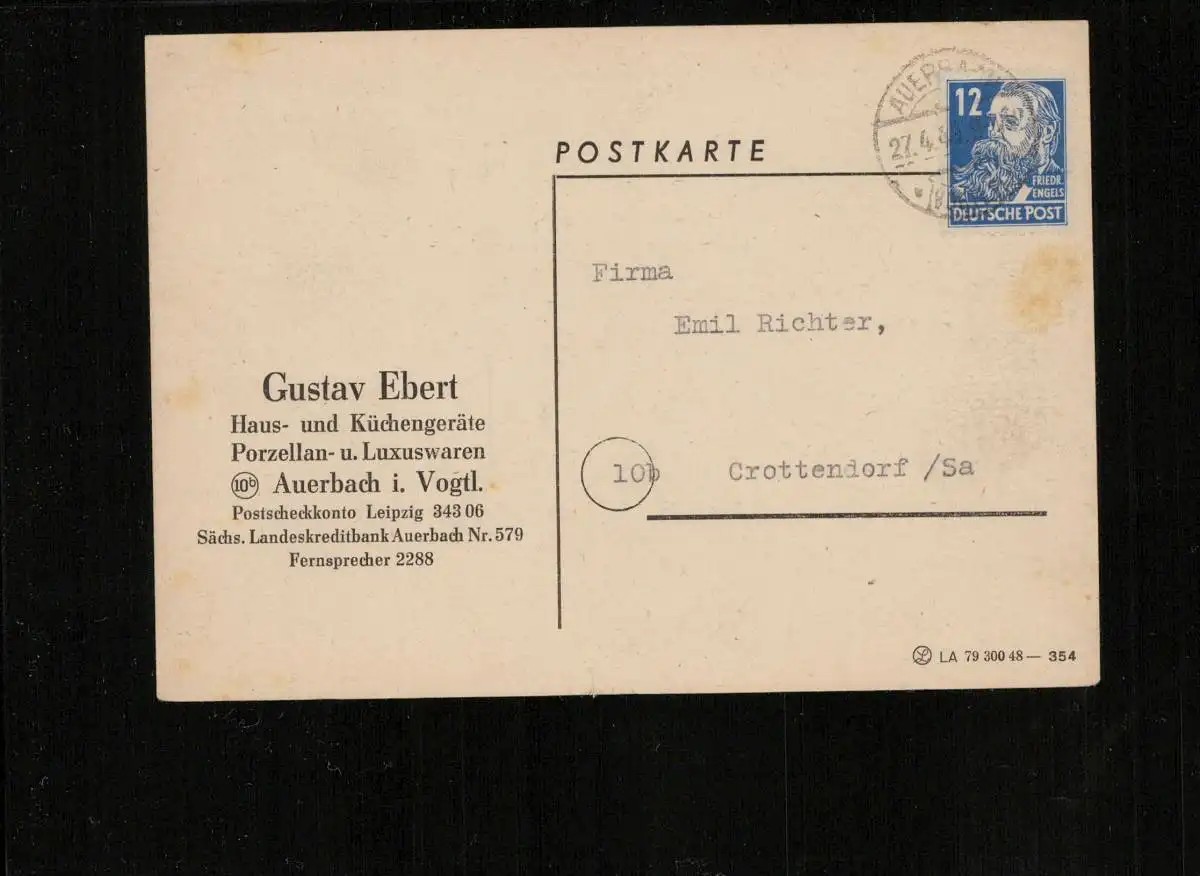 POSTKARTE
12
FRIEDR.
ENGELS
DEUTSCHE POST
27.4.
Firma
Emil Richter,
10b Crottendorf /Sa
Gustav Ebert
Haus- und Küchengeräte
Porzellan- u. Luxuswaren
10b Auerbach i. Vogtl.
Postscheckkonto Leipzig 343 06
Sächs. Landeskreditbank Auerbach Nr. 579
Fernsprecher 2288
LA 79 300 48 — 354